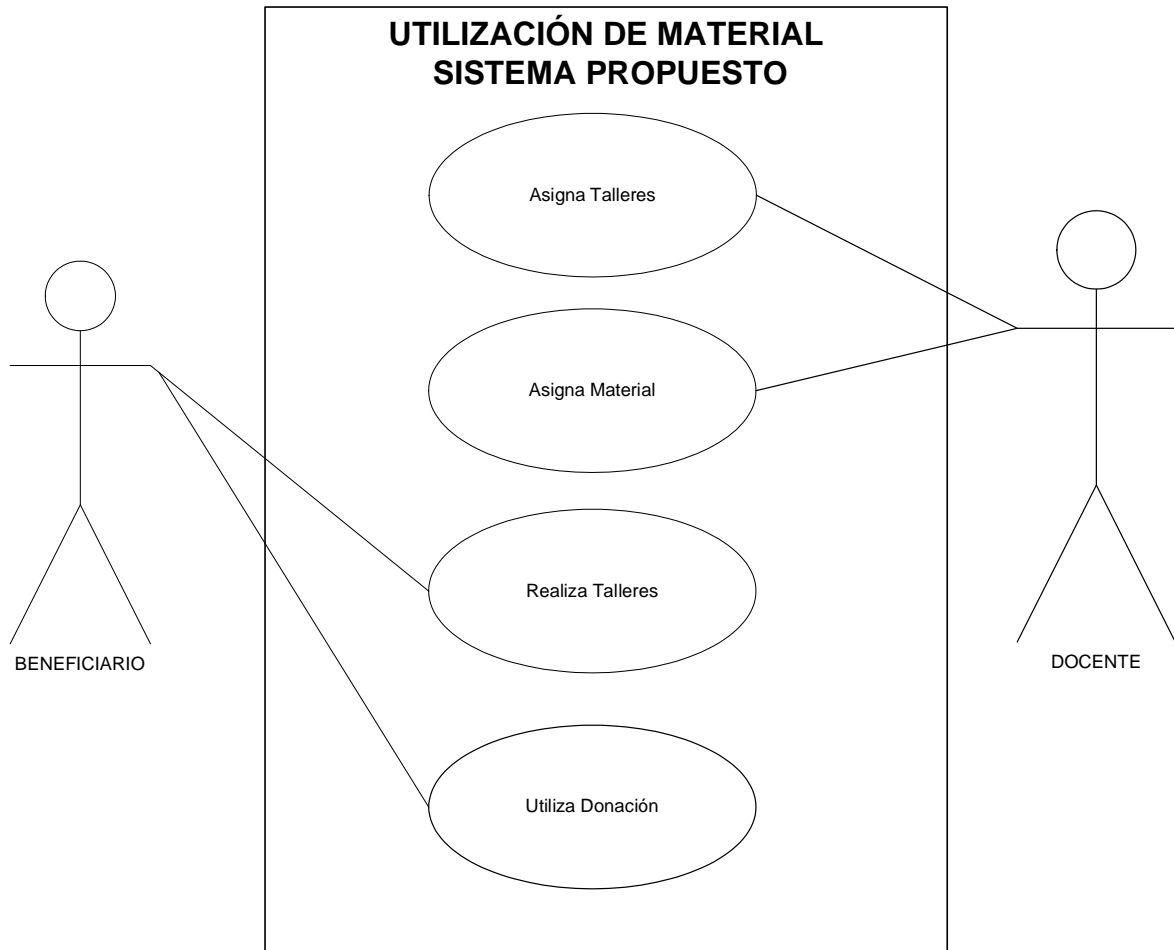 UTILIZACIÓN DE MATERIAL
SISTEMA PROPUESTO
Asigna Talleres
Asigna Material
Realiza Talleres
BENEFICIARIO
DOCENTE
Utiliza Donación